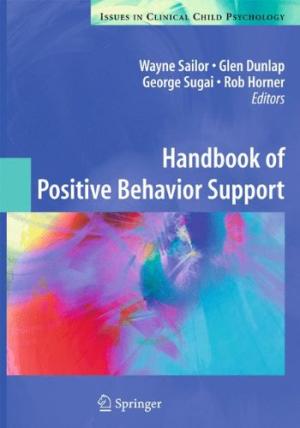 Issues in Clinical Child Psychology
Wayne Sailor • Glen Dunlap
George Sugai • Rob Horner
Editors
Handbook of
Positive Behavior Support
Springer